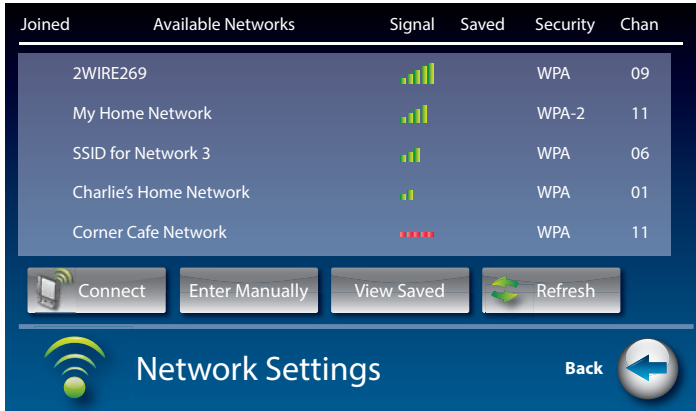 Joined Available Networks Signal Saved Security Chan
2WIRE269 WPA 09
My Home Network WPA-2 11
SSID for Network 3 WPA 06
Charlie's Home Network WPA 01
Corner Cafe Network WPA 11
Connect Enter Manually View Saved Refresh
Network Settings Back